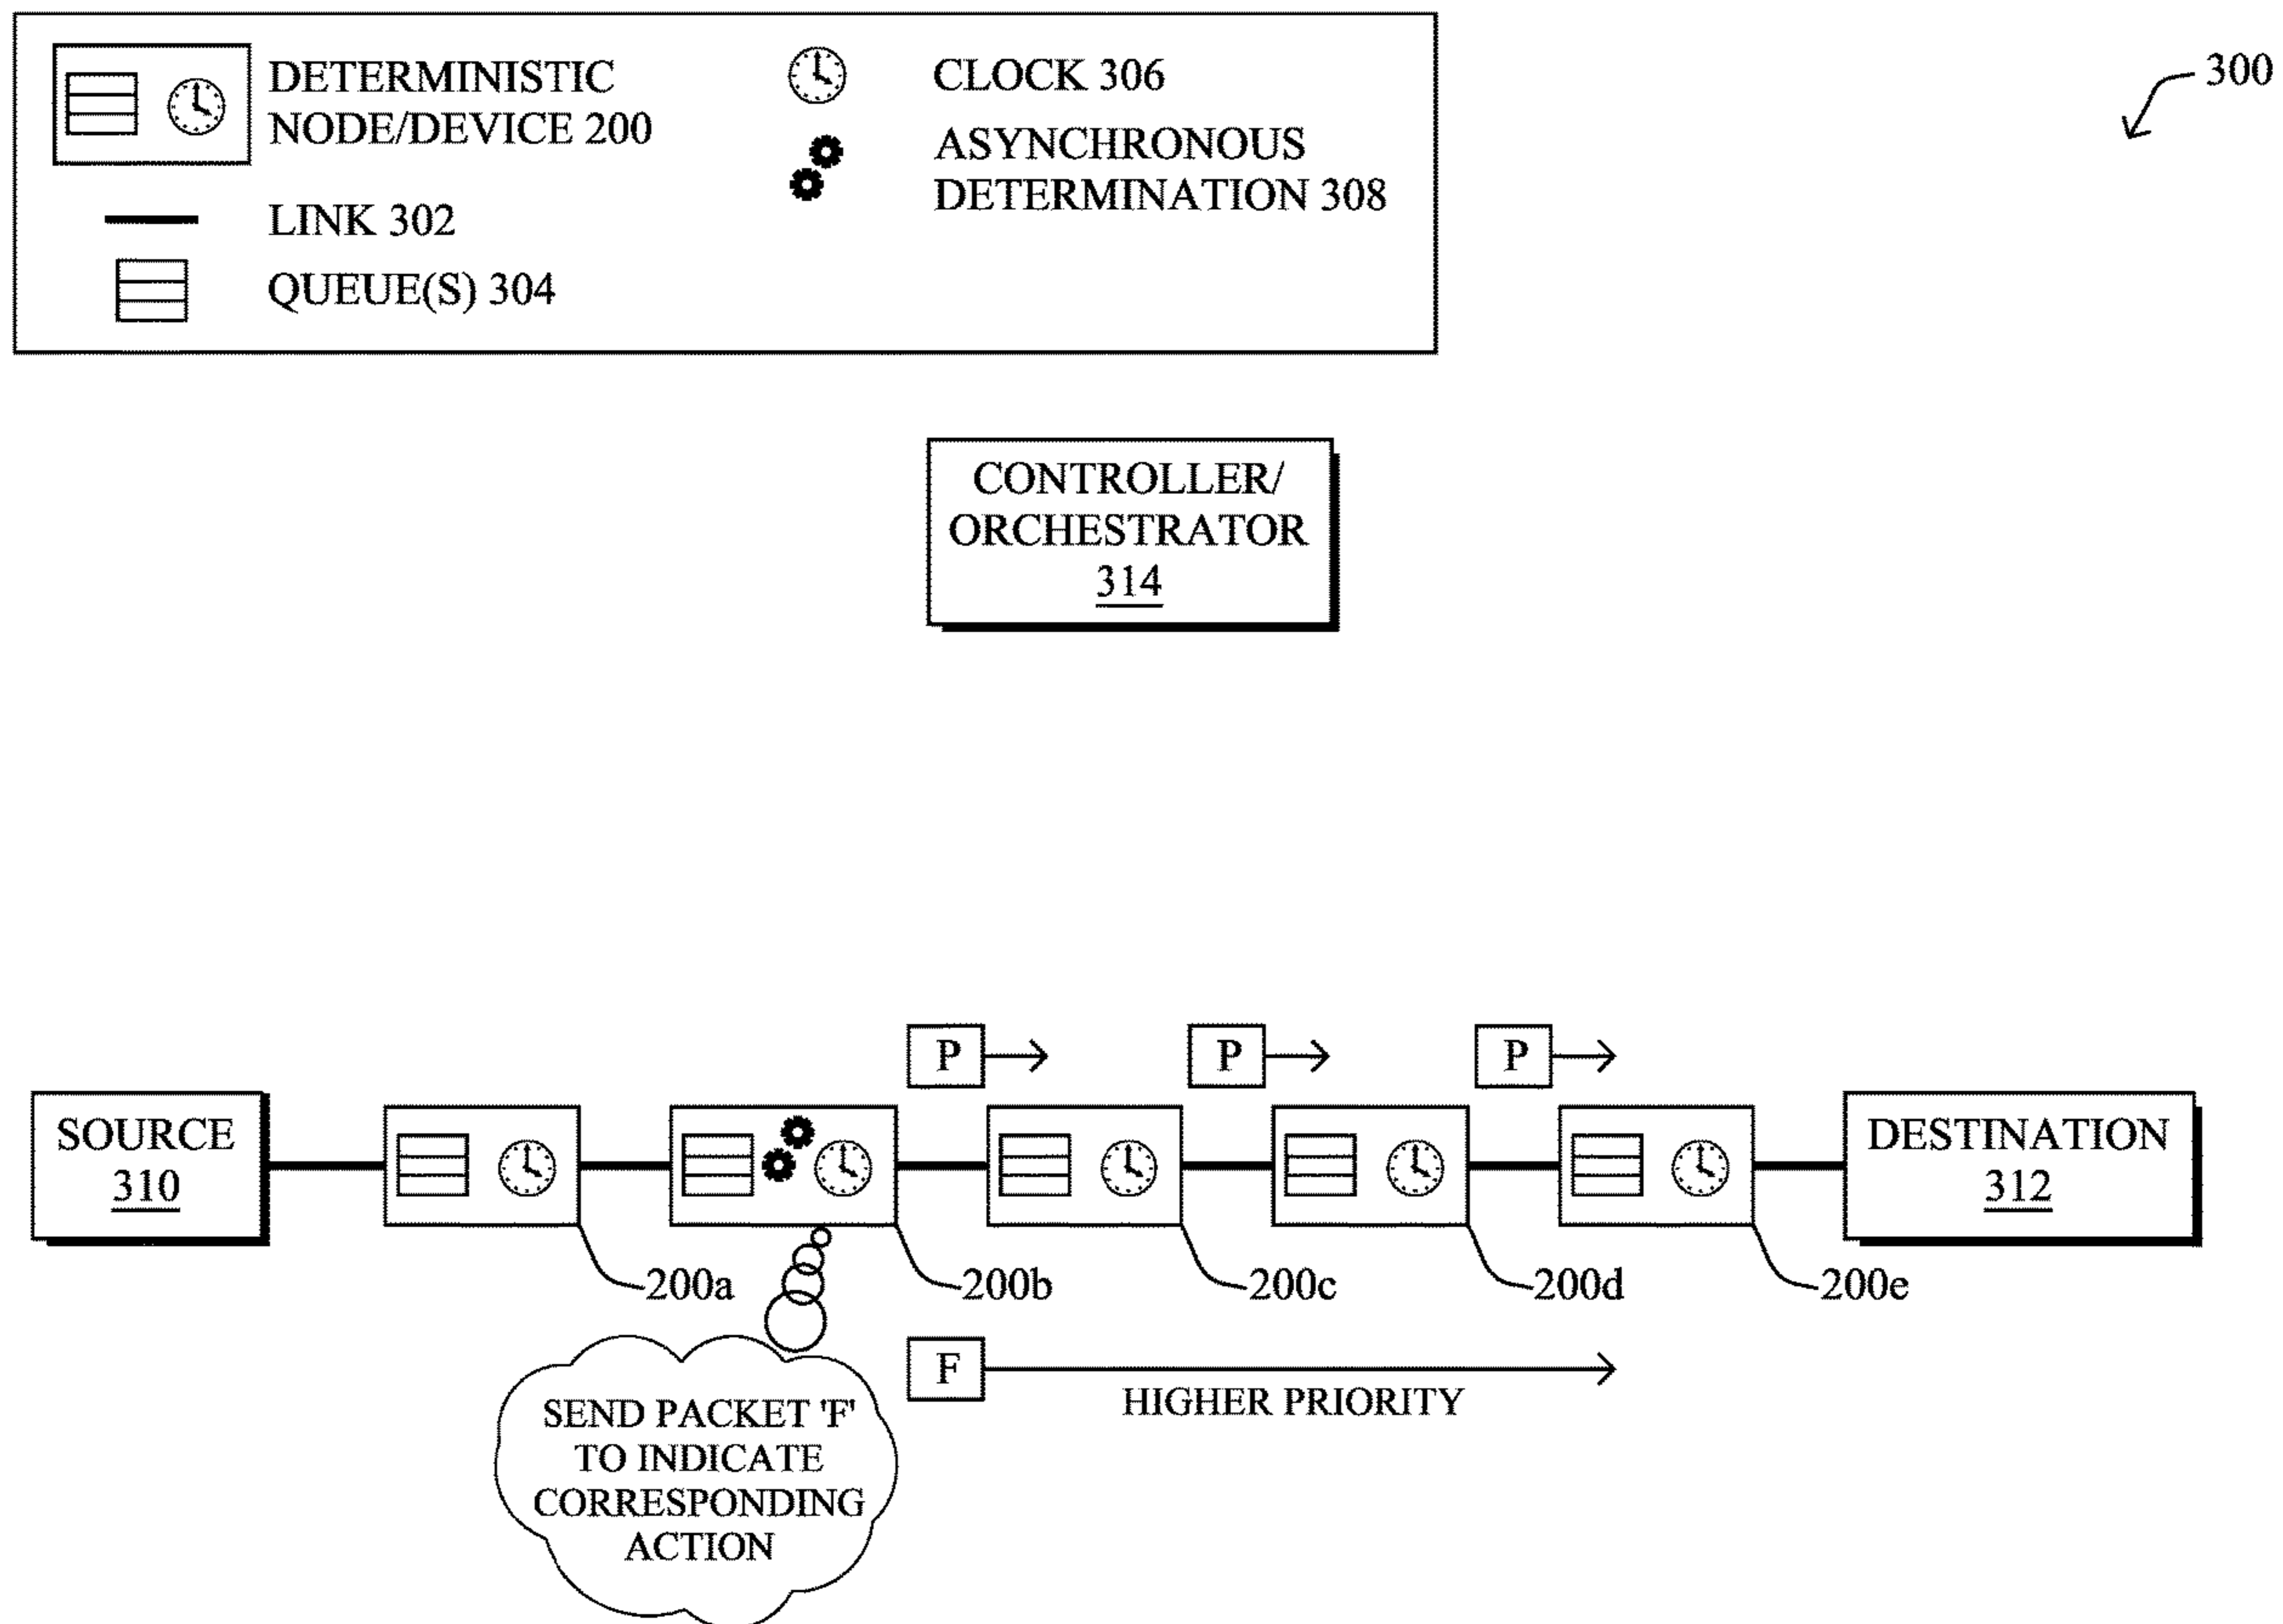 DETERMINISTIC
NODE/DEVICE 200
LINK 302
QUEUE(S) 304
CLOCK 306
ASYNCHRONOUS
DETERMINATION 308
300
CONTROLLER/
ORCHESTRATOR
314
P
P
P
SOURCE
310
DESTINATION
312
200a
200b
200c
200d
200e
F
HIGHER PRIORITY
SEND PACKET 'F'
TO INDICATE
CORRESPONDING
ACTION